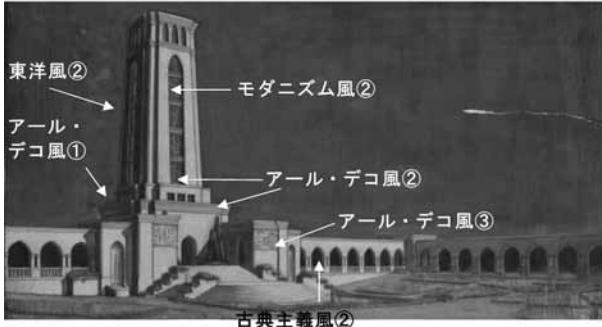 東洋風②
モダニズム風②
アール・
デコ風①
アール・デコ風②
アール・デコ風③
古典主義風②